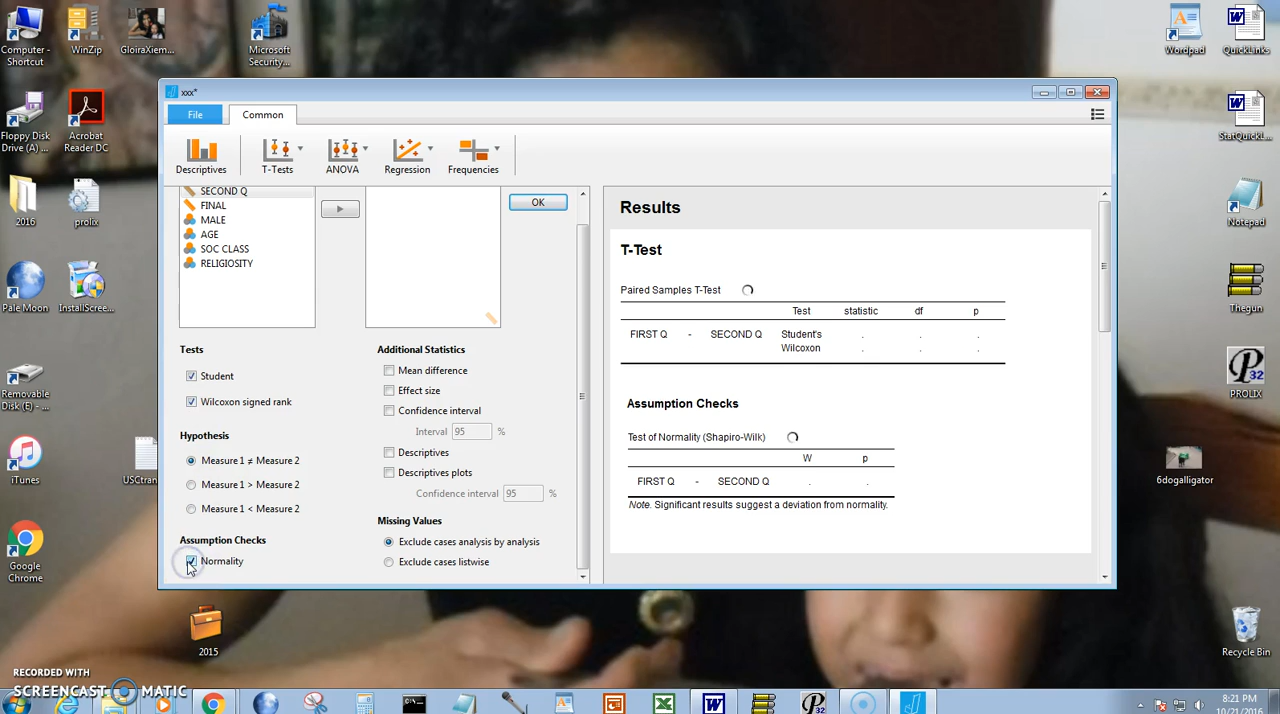 Computer -
Shortcut
WinZip
GloiraXiem...
Microsoft
Security...
Wordpad
QuickLinks
Floppy Disk
Drive (A) ...
Acrobat
Reader DC
StatQuickL...
2016
prolix
Notepad
Pale Moon
InstallScree...
Thegun
Removable
Disk (E) - ...
PROLIX
iTunes
USCtran
6dogalligator
Google
Chrome
2015
Recycle Bin
xxx*
File
Common
Descriptives
T-Tests
ANOVA
Regression
Frequencies
SECOND Q
FINAL
MALE
AGE
SOC CLASS
RELIGIOSITY
OK
Tests
Student
Wilcoxon signed rank
Hypothesis
Measure 1 ≠ Measure 2
Measure 1 > Measure 2
Measure 1 < Measure 2
Assumption Checks
Normality
Additional Statistics
Mean difference
Effect size
Confidence interval
Interval 95 %
Descriptives
Descriptives plots
Confidence interval 95 %
Missing Values
Exclude cases analysis by analysis
Exclude cases listwise
Results
T-Test
Paired Samples T-Test
Test statistic df p
FIRST Q - SECOND Q Student's . . .
Wilcoxon . . .
Assumption Checks
Test of Normality (Shapiro-Wilk)
W p
FIRST Q - SECOND Q . .
Note. Significant results suggest a deviation from normality.
RECORDED WITH
SCREENCAST MATIC
8:21 PM
10/21/2016